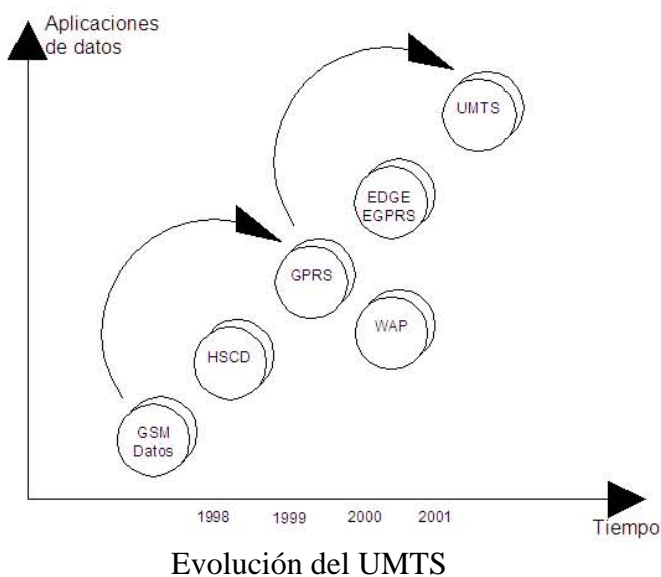 Aplicaciones
de datos
UMTS
EDGE
EGPRS
GPRS
WAP
HSCD
GSM
Datos
1998 1999 2000 2001
Tiempo
Evolución del UMTS